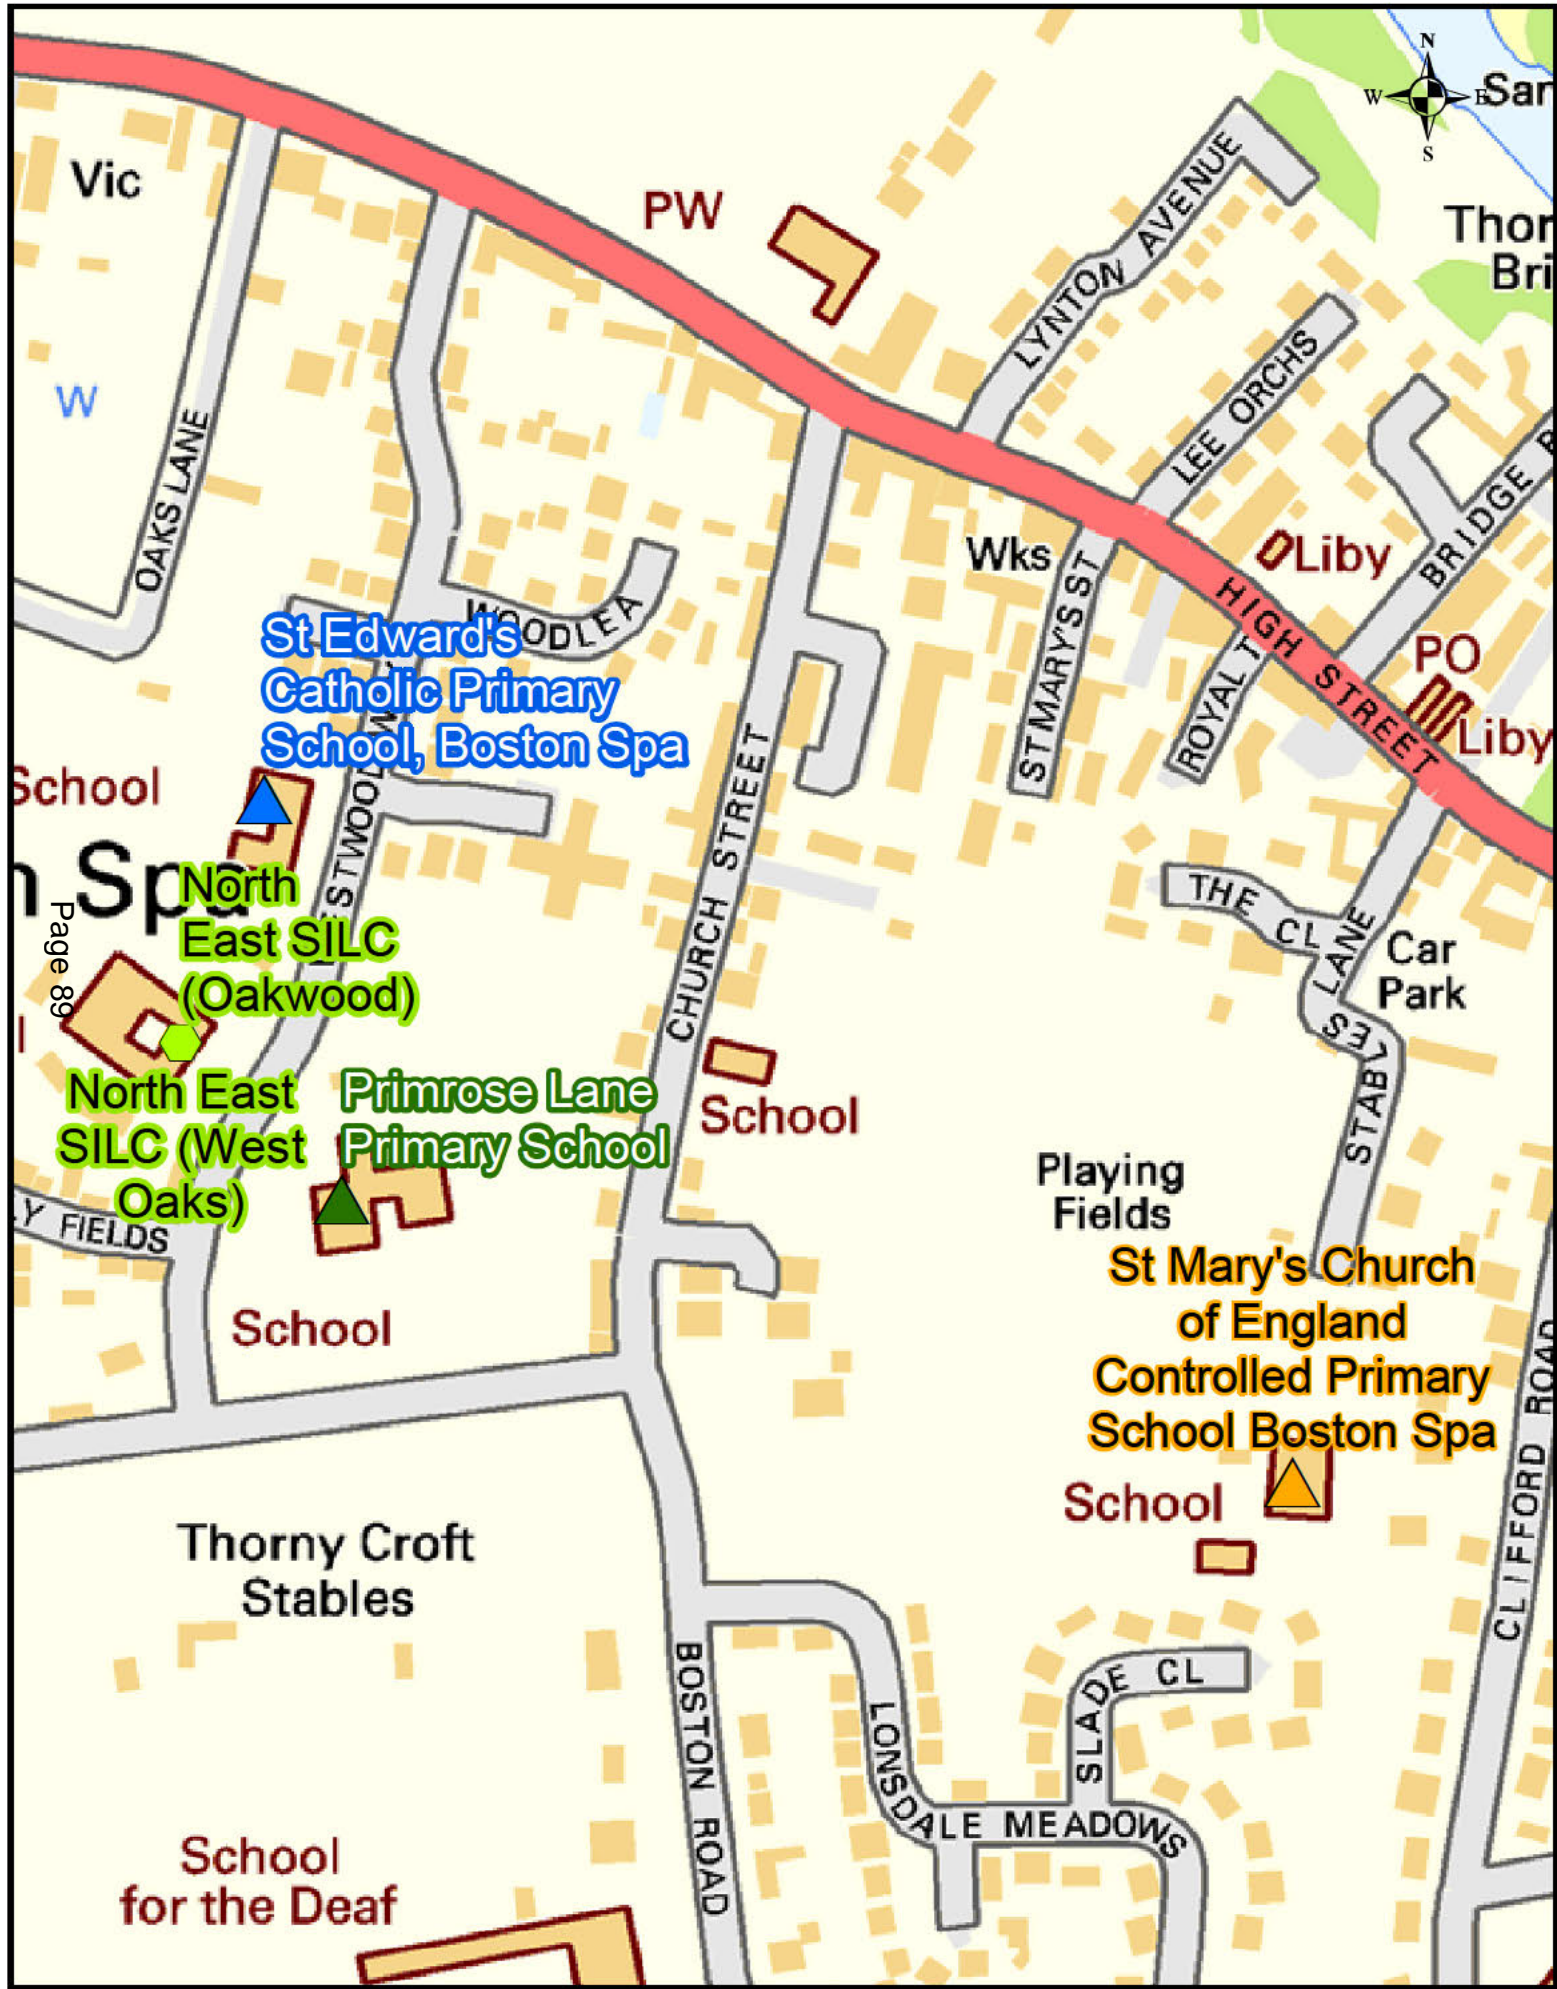 N
W
E
S
San
Vic
PW
LYNTON AVENUE
Thor
Bri
W
OAKS LANE
LEE ORCHS
BRIDGE R
Wks
Liby
HIGH STREET
WOODLEA
ST MARY'S ST
ROYAL T
PO
Liby
St Edward's
Catholic Primary
School, Boston Spa
School
CHURCH STREET
n Spa
Page 89
North
East SILC
(Oakwood)
THE CL
STABLES LANE
Car
Park
North East
SILC (West
Oaks)
Primrose Lane
Primary School
School
Playing
Fields
LY FIELDS
School
St Mary's Church
of England
Controlled Primary
School Boston Spa
School
CLIFFORD ROAD
Thorny Croft
Stables
BOSTON ROAD
LONSDALE MEADOWS
SLADE CL
School
for the Deaf